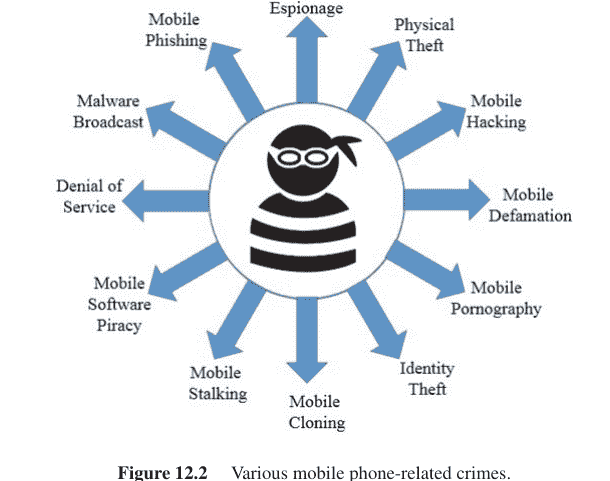 Espionage
Physical
Theft
Mobile
Hacking
Mobile
Defamation
Mobile
Pornography
Identity
Theft
Mobile
Cloning
Mobile
Stalking
Mobile
Software
Piracy
Denial of
Service
Malware
Broadcast
Mobile
Phishing
Figure 12.2 Various mobile phone-related crimes.